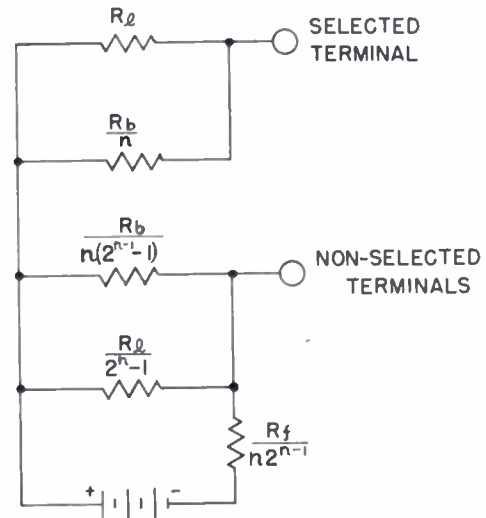 Rℓ
SELECTED
TERMINAL
Rb
n
Rb
n(2ⁿ⁻¹-1)
NON-SELECTED
TERMINALS
Rℓ
2ⁿ-1
Rf
n2ⁿ⁻¹
+ -